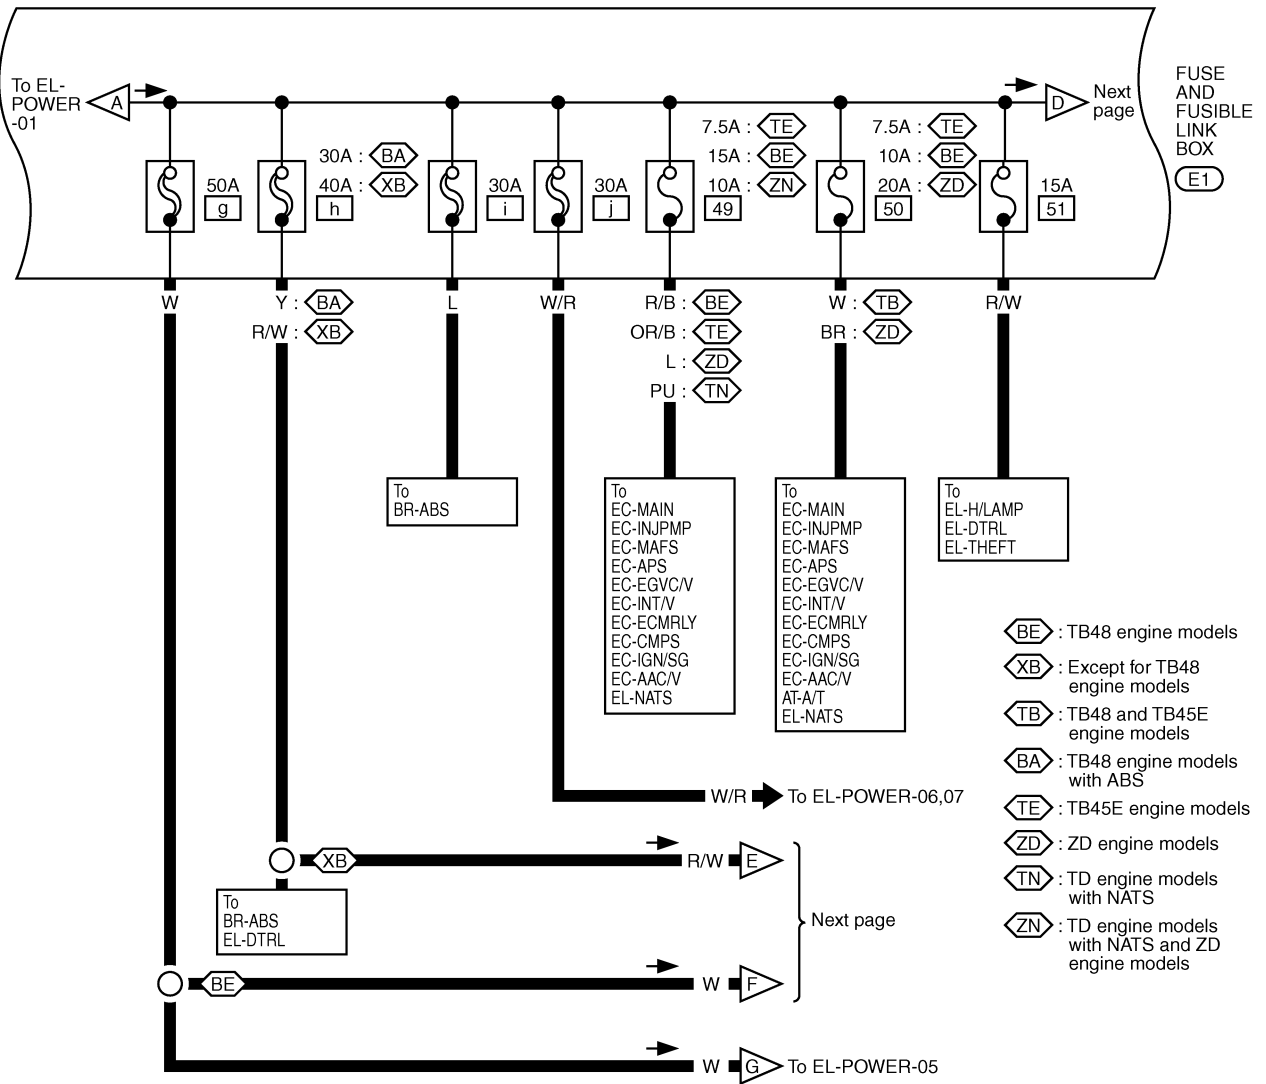 To EL-
POWER
-01
A
D
Next
page
FUSE
AND
FUSIBLE
LINK
BOX
E1
50A
g
30A : BA
40A : XB
h
30A
i
30A
j
7.5A : TE
15A : BE
10A : ZN
49
7.5A : TE
10A : BE
20A : ZD
50
15A
51
W
Y : BA
R/W : XB
L
W/R
R/B : BE
OR/B : TE
L : ZD
PU : TN
W : TB
BR : ZD
R/W
To
BR-ABS
To
EC-MAIN
EC-INJPMP
EC-MAFS
EC-APS
EC-EGVC/V
EC-INT/V
EC-ECMRLY
EC-CMPS
EC-IGN/SG
EC-AAC/V
EL-NATS
To
EC-MAIN
EC-INJPMP
EC-MAFS
EC-APS
EC-EGVC/V
EC-INT/V
EC-ECMRLY
EC-CMPS
EC-IGN/SG
EC-AAC/V
AT-A/T
EL-NATS
To
EL-H/LAMP
EL-DTRL
EL-THEFT
BE : TB48 engine models
XB : Except for TB48
engine models
TB : TB48 and TB45E
engine models
BA : TB48 engine models
with ABS
TE : TB45E engine models
ZD : ZD engine models
TN : TD engine models
with NATS
ZN : TD engine models
with NATS and ZD
engine models
W/R To EL-POWER-06,07
XB R/W E
To
BR-ABS
EL-DTRL
Next page
BE W F
W G To EL-POWER-05